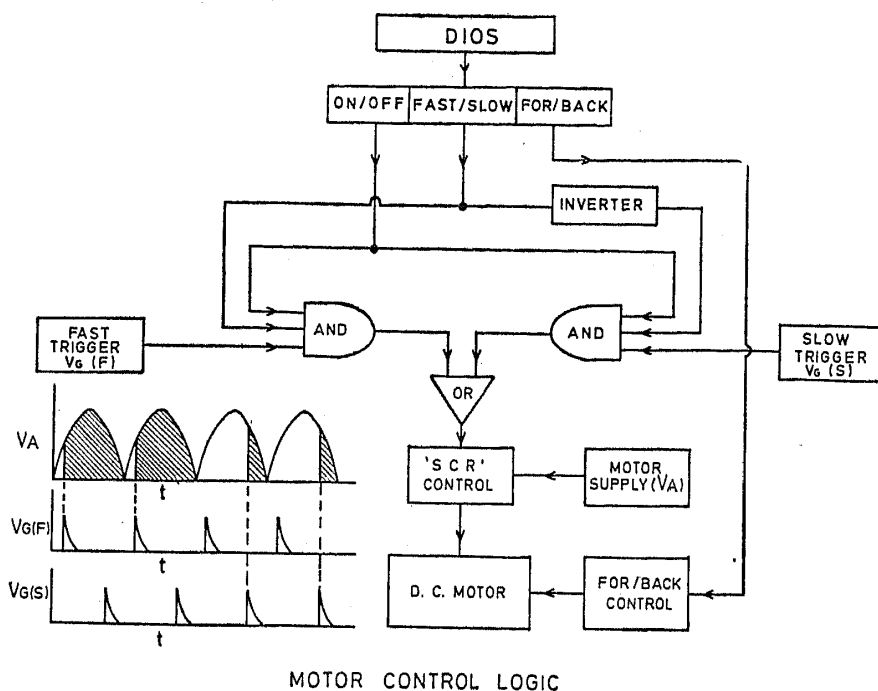 DIOS
ON/OFF FAST/SLOW FOR/BACK
INVERTER
AND
AND
FAST
TRIGGER
VG (F)
SLOW
TRIGGER
VG (S)
OR
'SCR'
CONTROL
MOTOR
SUPPLY(VA)
D. C. MOTOR
FOR/BACK
CONTROL
VA
t
VG(F)
t
VG(S)
t
MOTOR CONTROL LOGIC